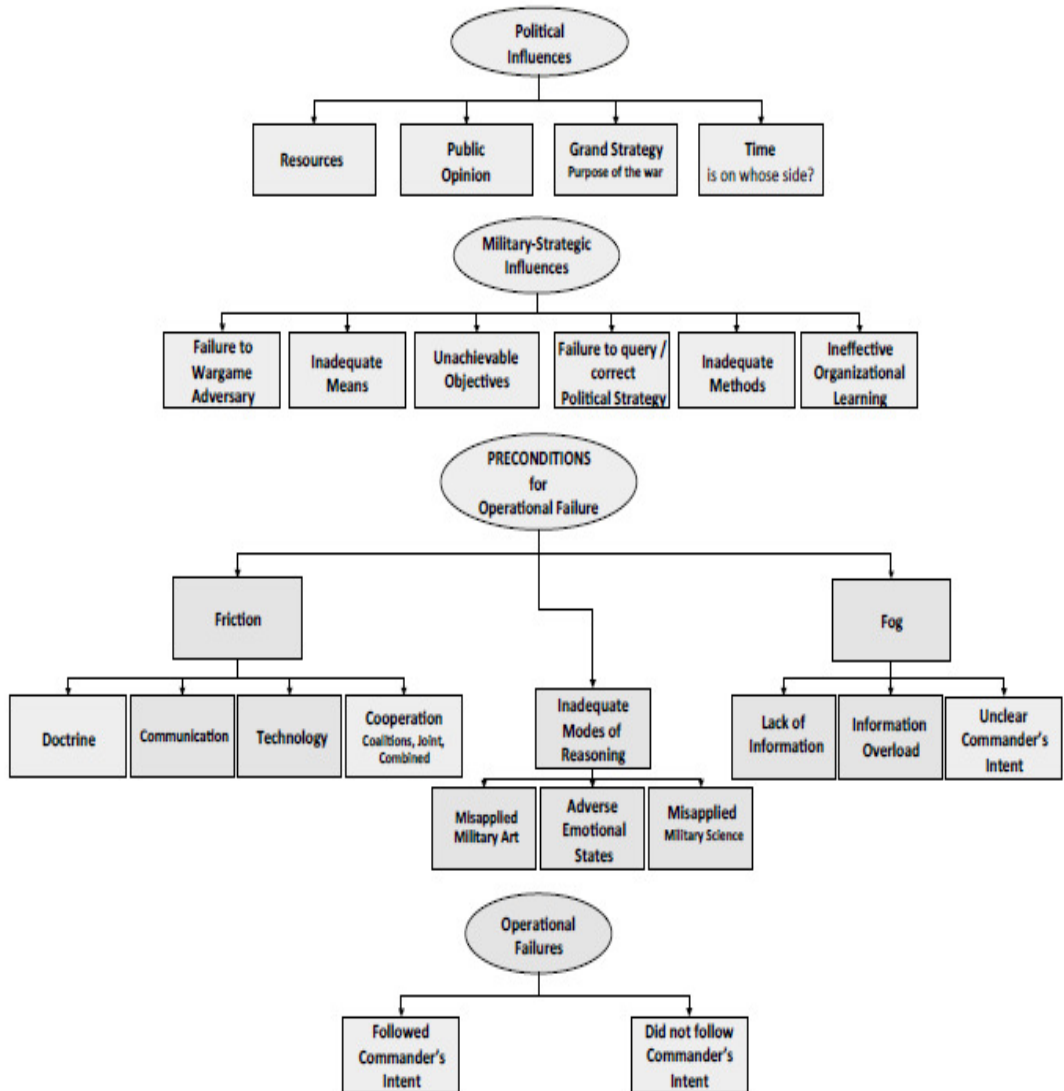 Political
Influences
Resources
Public
Opinion
Grand Strategy
Purpose of the war
Time
is on whose side?
Military-Strategic
Influences
Failure to
Wargame
Adversary
Inadequate
Means
Unachievable
Objectives
Failure to query /
correct
Political Strategy
Inadequate
Methods
Ineffective
Organizational
Learning
PRECONDITIONS
for
Operational Failure
Friction
Fog
Doctrine
Communication
Technology
Cooperation
Coalitions, Joint,
Combined
Inadequate
Modes of
Reasoning
Lack of
Information
Information
Overload
Unclear
Commander's
Intent
Misapplied
Military Art
Adverse
Emotional
States
Misapplied
Military Science
Operational
Failures
Followed
Commander's
Intent
Did not follow
Commander's
Intent